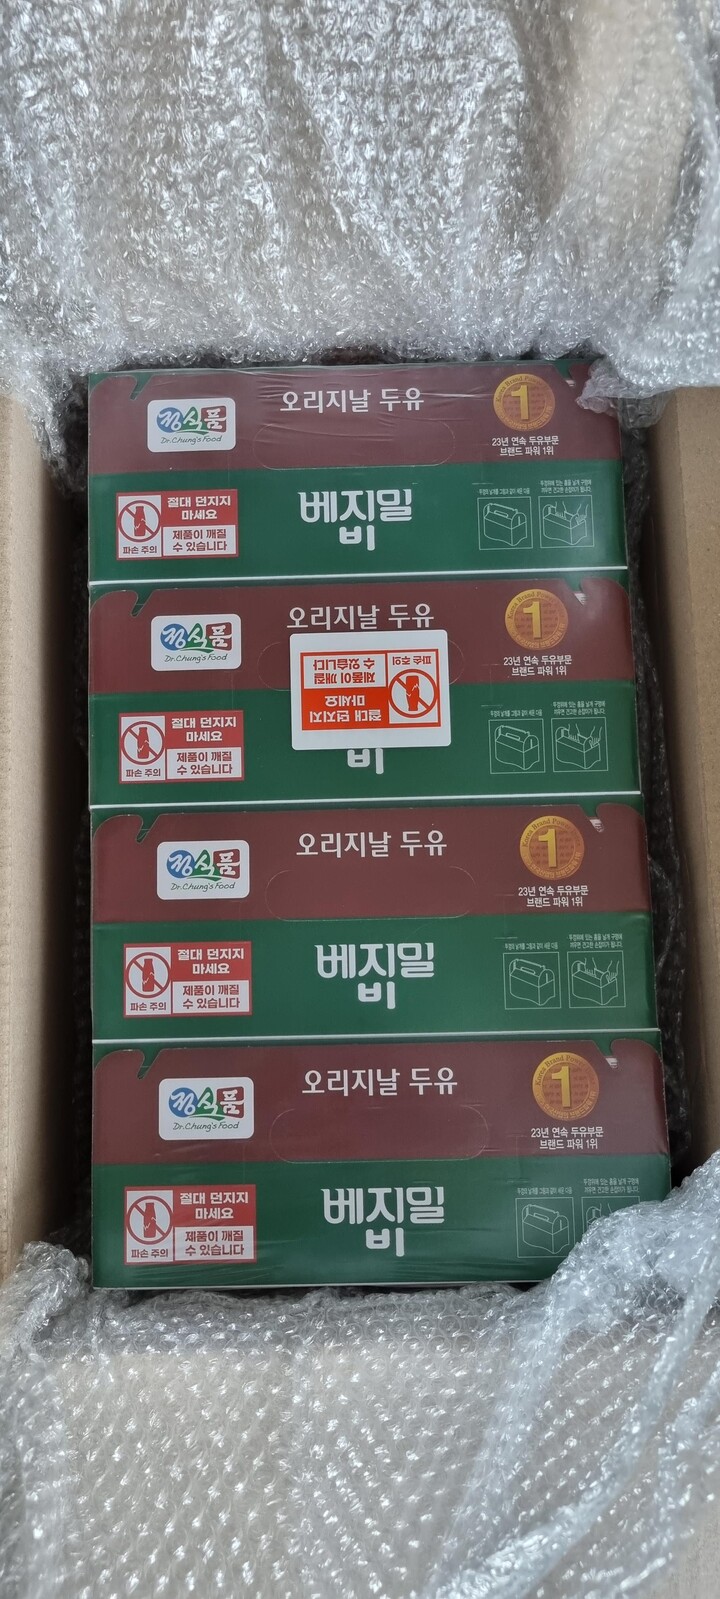 정식품
Dr.Chung's Food
오리지날 두유
Korea Brand Power
1
23년 연속 두유부문
브랜드 파워 1위
절대 던지지
마세요
제품이 깨질
수 있습니다
파손 주의
베지밀
비
정식품
Dr.Chung's Food
오리지날 두유
Korea Brand Power
1
23년 연속 두유부문
브랜드 파워 1위
절대 던지지
마세요
제품이 깨질
수 있습니다
파손 주의
절대 던지지
마세요
제품이 깨질
수 있습니다
파손 주의
비
정식품
Dr.Chung's Food
오리지날 두유
Korea Brand Power
1
23년 연속 두유부문
브랜드 파워 1위
절대 던지지
마세요
제품이 깨질
수 있습니다
파손 주의
베지밀
비
정식품
Dr.Chung's Food
오리지날 두유
Korea Brand Power
1
23년 연속 두유부문
브랜드 파워 1위
절대 던지지
마세요
제품이 깨질
수 있습니다
파손 주의
베지밀
비